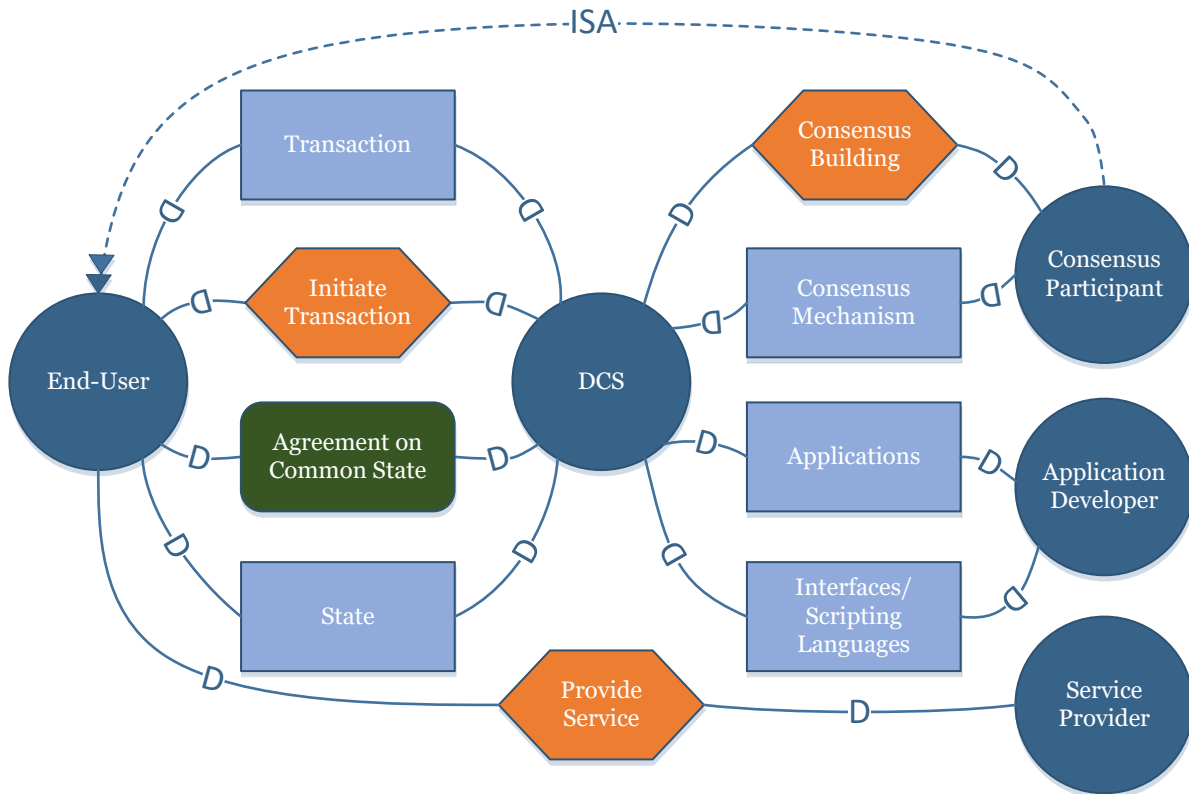 ISA
Transaction
Consensus
Building
D
D
D
D
Initiate
Transaction
D
D
Consensus
Mechanism
D
D
Consensus
Participant
End-User
DCS
Agreement on
Common State
D
D
Applications
D
D
Application
Developer
State
D
D
Interfaces/
Scripting
Languages
D
D
Provide
Service
D
D
Service
Provider